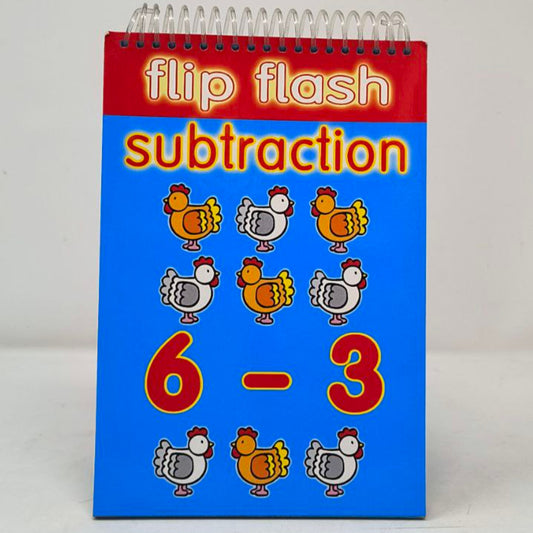 flip flash
subtraction
6 - 3